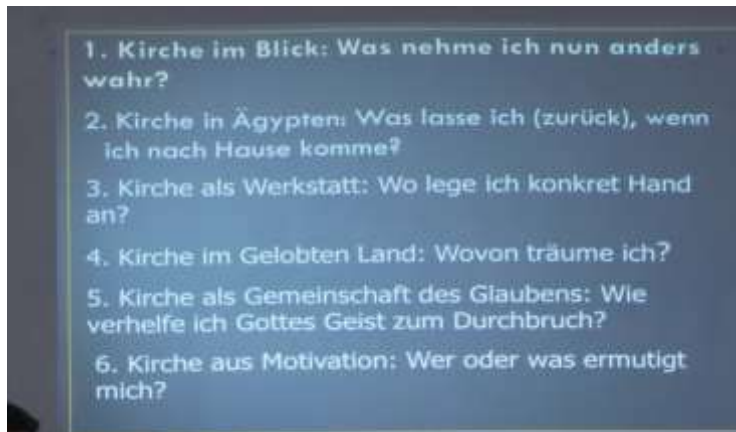 1. Kirche im Blick: Was nehme ich nun anders
wahr?
2. Kirche in Ägypten: Was lasse ich (zurück), wenn
ich nach Hause komme?
3. Kirche als Werkstatt: Wo lege ich konkret Hand
an?
4. Kirche im Gelobten Land: Wovon träume ich?
5. Kirche als Gemeinschaft des Glaubens: Wie
verhelfe ich Gottes Geist zum Durchbruch?
6. Kirche aus Motivation: Wer oder was ermutigt
mich?